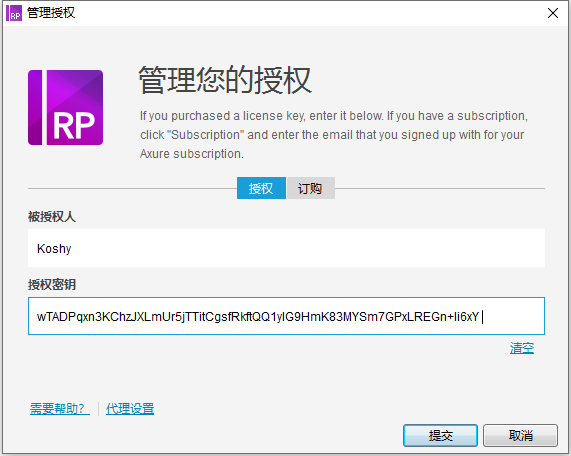 RP 管理授权
RP
管理您的授权
If you purchased a license key, enter it below. If you have a subscription,
click "Subscription" and enter the email that you signed up with for your
Axure subscription.
授权 订购
被授权人
Koshy
授权密钥
清空
需要帮助? 代理设置
提交 取消